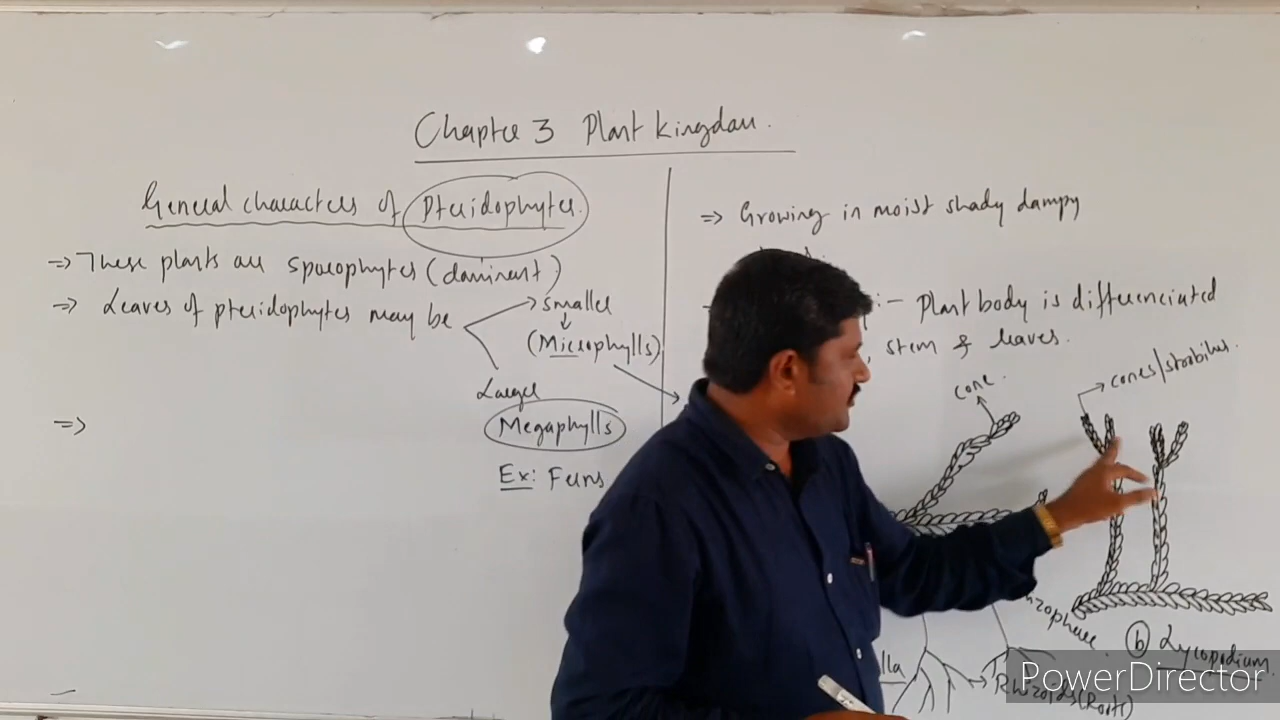 Chapter 3 Plant Kingdom.
General characters of Pteridophytes.
=> These plants are sporophytes (dominant)
=> Leaves of pteridophytes may be
smaller
(Microphylls)
Larger
Megaphylls
Ex: Ferns
=>
=> Growing in moist shady dampy
:- Plant body is differenciated
, stem & leaves.
cone.
cones/strobilus.
Rhizoids (Roots)
(b) Lycopodium.
PowerDirector